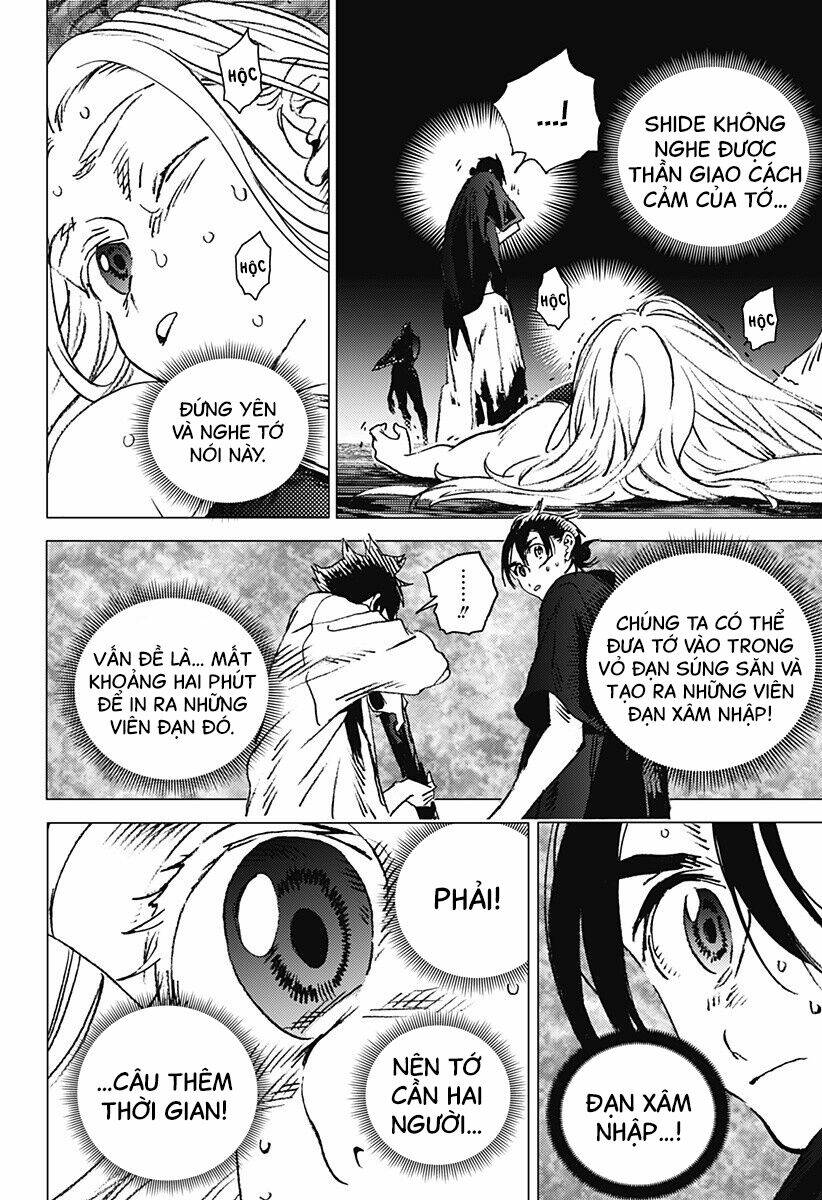 ...!
SHIDE KHÔNG
NGHE ĐƯỢC
THẦN GIAO CÁCH
CẢM CỦA TỚ...
HỘC
HỘC
HỘC
HỘC
ĐỨNG YÊN
VÀ NGHE TỚ
NÓI NÀY.
CHÚNG TA CÓ THỂ
ĐƯA TỚ VÀO TRONG
VỎ ĐẠN SÚNG SĂN VÀ
TẠO RA NHỮNG VIÊN
ĐẠN XÂM NHẬP!
......!!
VẤN ĐỀ LÀ... MẤT
KHOẢNG HAI PHÚT
ĐỂ IN RA NHỮNG
VIÊN ĐẠN ĐÓ.
ĐẠN XÂM
NHẬP...!
PHẢI!
NÊN TỚ
CẦN HAI
NGƯỜI...
...CÂU THÊM
THỜI GIAN!